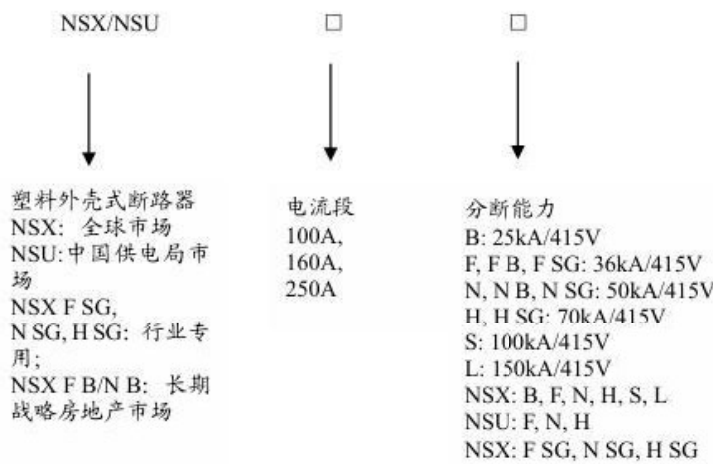 NSX/NSU □ □
塑料外壳式断路器
NSX: 全球市场
NSU:中国供电局市
场
NSX F SG,
N SG, H SG: 行业专
用;
NSX F B/N B: 长期
战略房地产市场
电流段
100A,
160A,
250A
分断能力
B: 25kA/415V
F, F B, F SG: 36kA/415V
N, N B, N SG: 50kA/415V
H, H SG: 70kA/415V
S: 100kA/415V
L: 150kA/415V
NSX: B, F, N, H, S, L
NSU: F, N, H
NSX: F SG, N SG, H SG